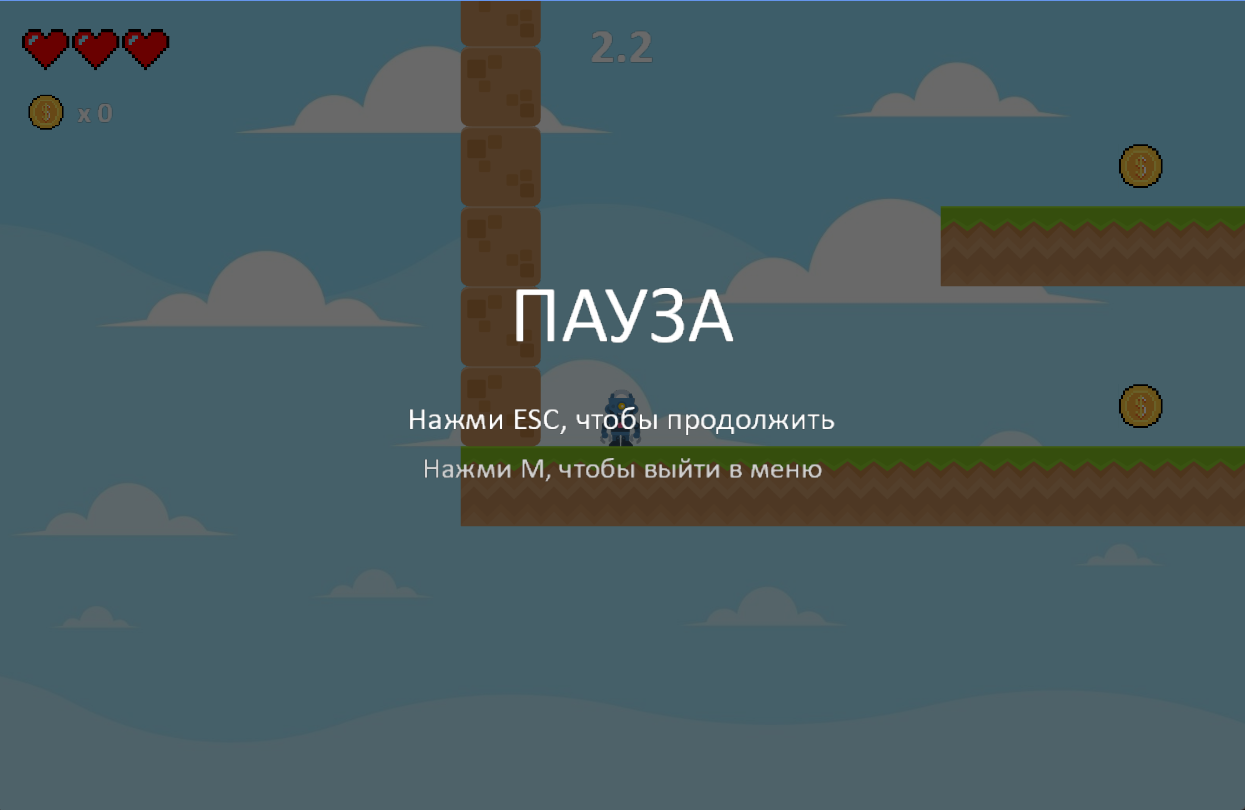 2.2
x 0
ПАУЗА
Нажми ESC, чтобы продолжить
Нажми М, чтобы выйти в меню